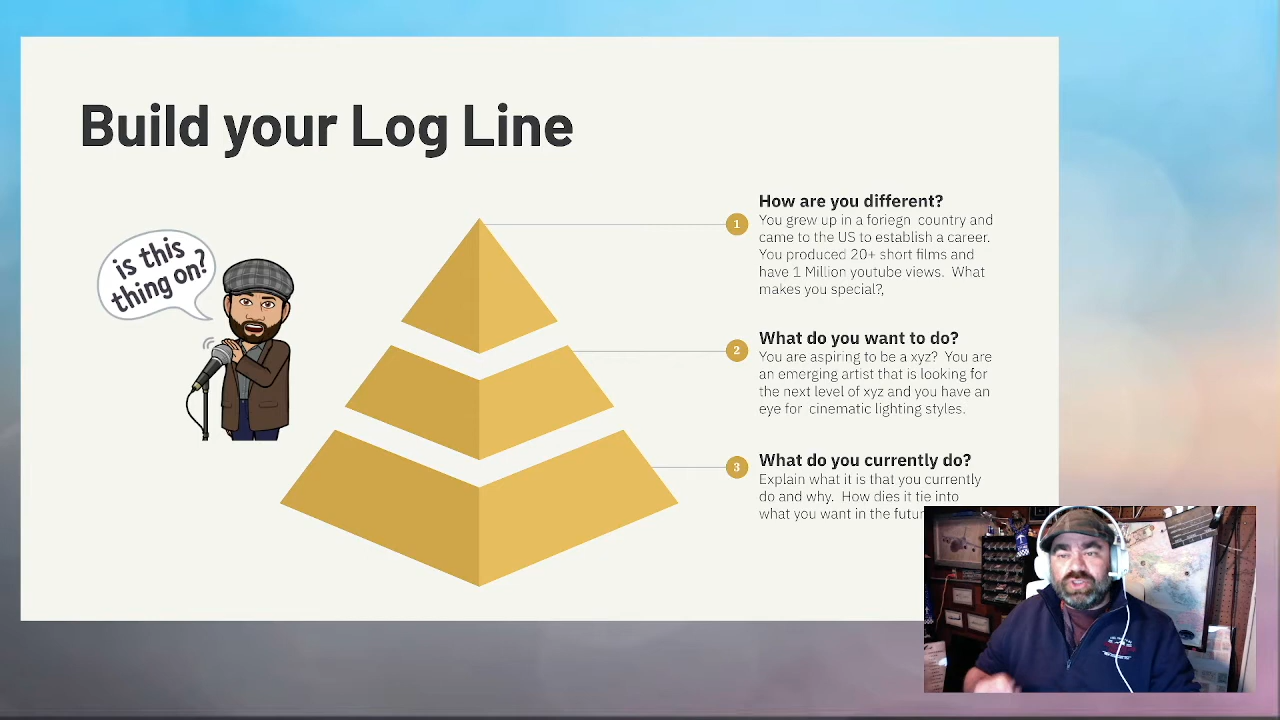 Build your Log Line
is this
thing on?
1
How are you different?
You grew up in a foriegn country and
came to the US to establish a career.
You produced 20+ short films and
have 1 Million youtube views. What
makes you special?,
2
What do you want to do?
You are aspiring to be a xyz? You are
an emerging artist that is looking for
the next level of xyz and you have an
eye for cinematic lighting styles.
3
What do you currently do?
Explain what it is that you currently
do and why. How dies it tie into
what you want in the